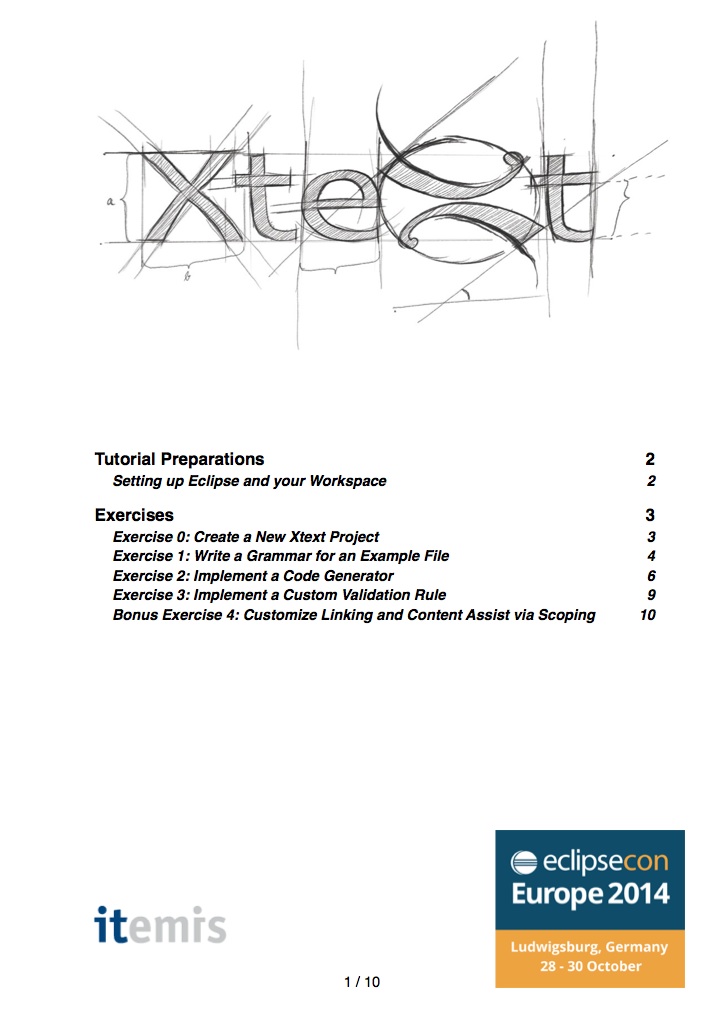 Xtext
a
b
Tutorial Preparations 2
Setting up Eclipse and your Workspace 2
Exercises 3
Exercise 0: Create a New Xtext Project 3
Exercise 1: Write a Grammar for an Example File 4
Exercise 2: Implement a Code Generator 6
Exercise 3: Implement a Custom Validation Rule 9
Bonus Exercise 4: Customize Linking and Content Assist via Scoping 10
itemis
eclipsecon
Europe 2014
Ludwigsburg, Germany
28 - 30 October
1 / 10